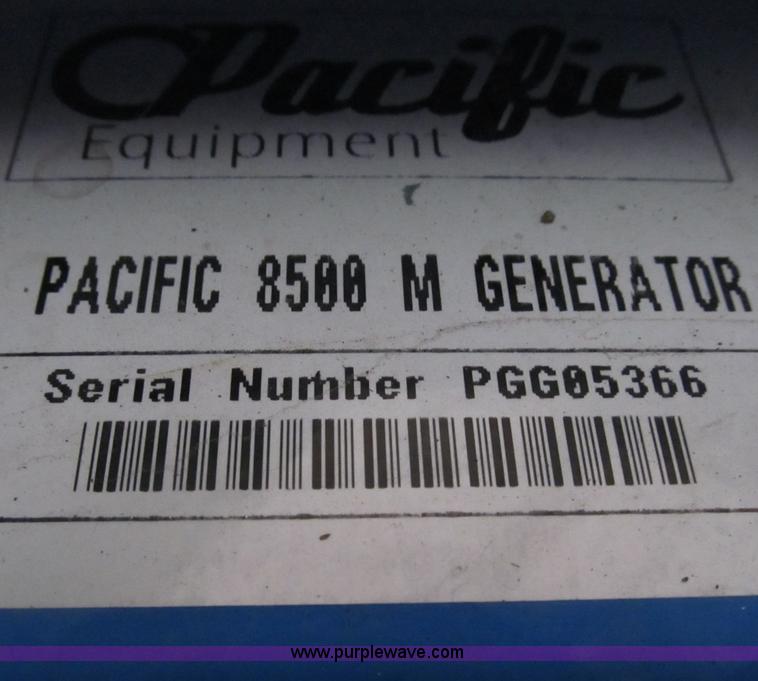 Pacific
Equipment
PACIFIC 8500 M GENERATOR
Serial Number PGG05366
www.purplewave.com